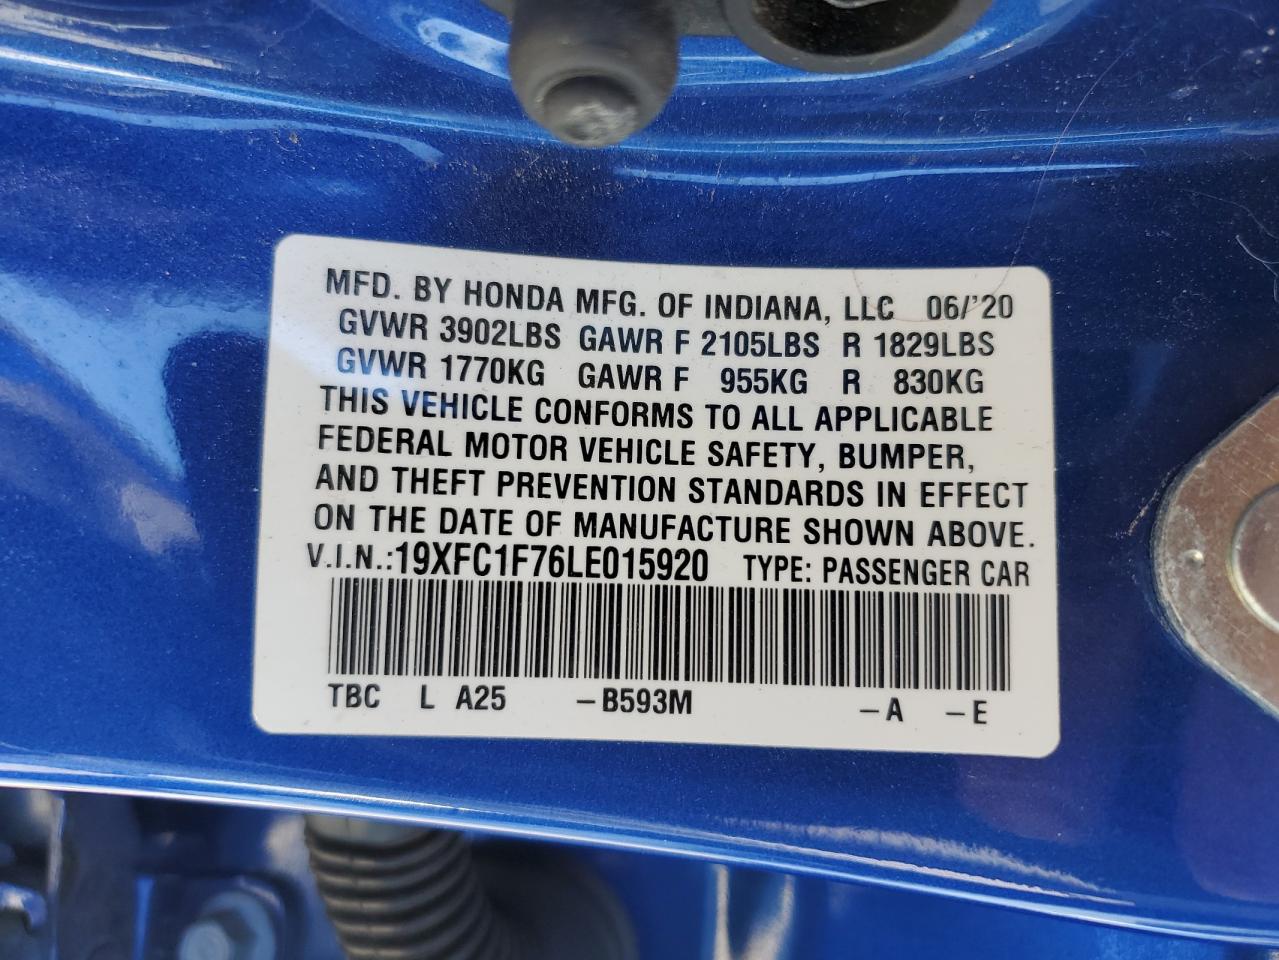 MFD. BY HONDA MFG. OF INDIANA, LLC 06/'20
GVWR 3902LBS GAWR F 2105LBS R 1829LBS
GVWR 1770KG GAWR F 955KG R 830KG
THIS VEHICLE CONFORMS TO ALL APPLICABLE
FEDERAL MOTOR VEHICLE SAFETY, BUMPER,
AND THEFT PREVENTION STANDARDS IN EFFECT
ON THE DATE OF MANUFACTURE SHOWN ABOVE.
V.I.N.:19XFC1F76LE015920 TYPE: PASSENGER CAR
TBC L A25 -B593M -A -E